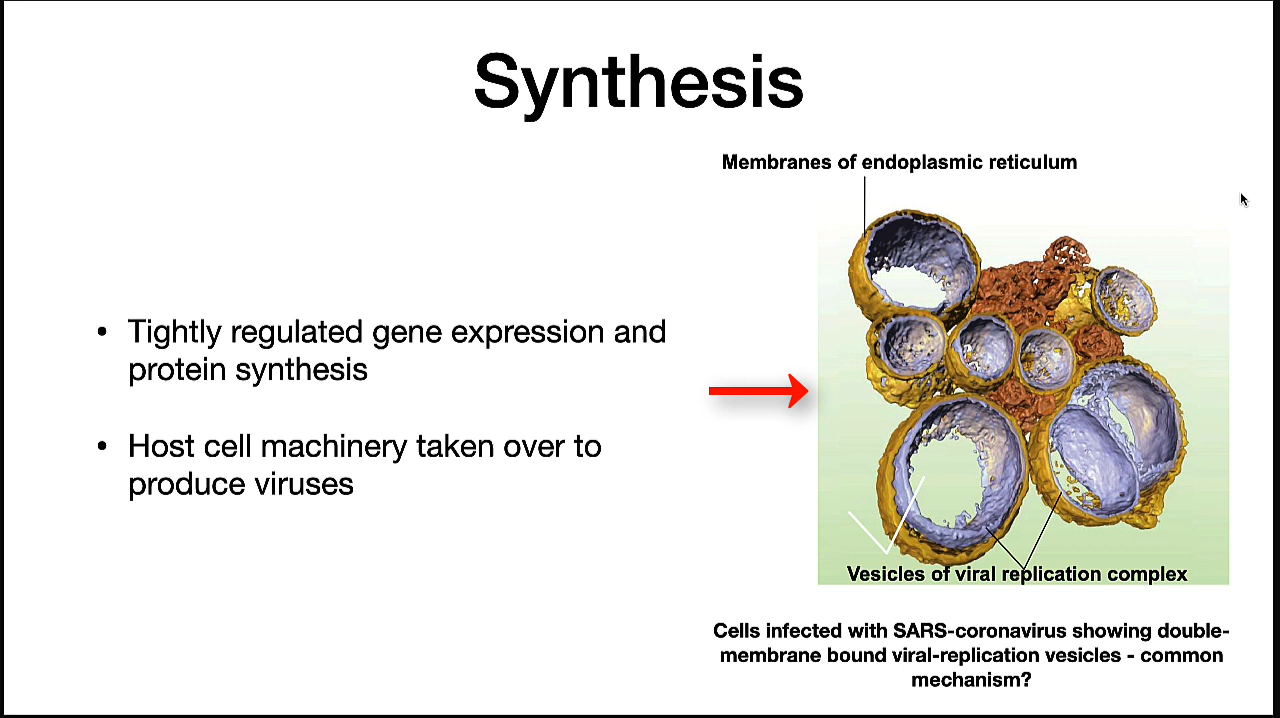 Synthesis
Membranes of endoplasmic reticulum
• Tightly regulated gene expression and
protein synthesis
• Host cell machinery taken over to
produce viruses
Vesicles of viral replication complex
Cells infected with SARS-coronavirus showing double-
membrane bound viral-replication vesicles - common
mechanism?